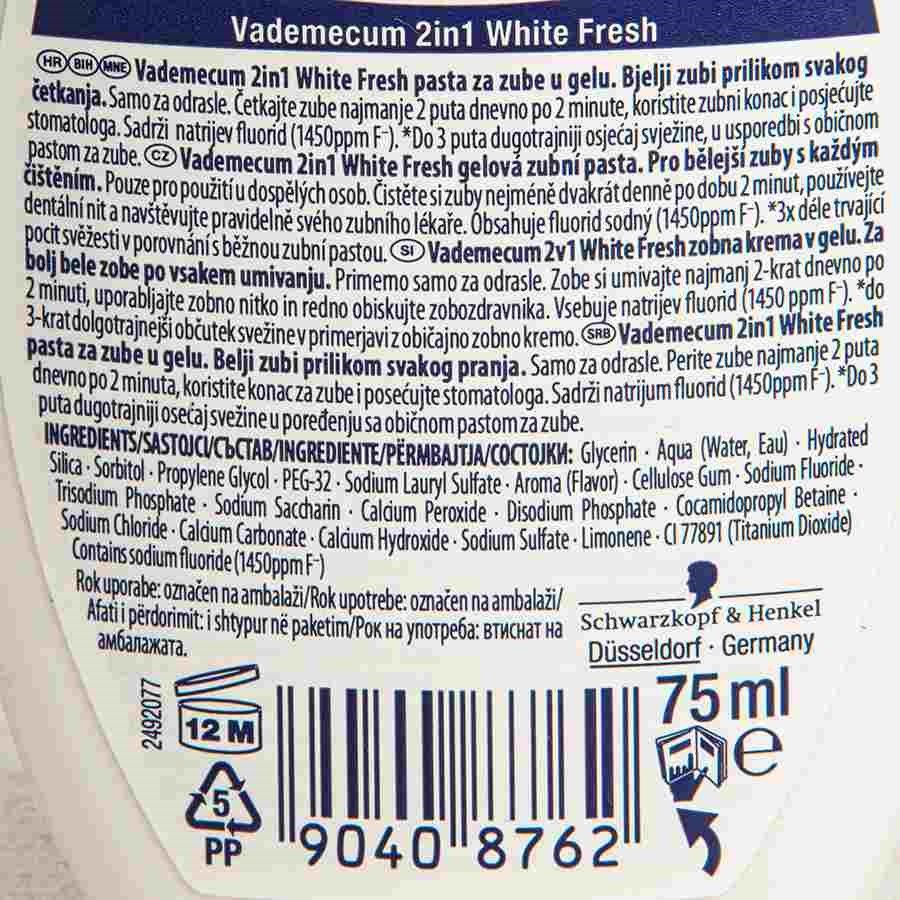 Vademecum 2in1 White Fresh
HR BIH MNE Vademecum 2in1 White Fresh pasta za zube u gelu. Bjelji zubi prilikom svakog
četkanja. Samo za odrasle. Četkajte zube najmanje 2 puta dnevno po 2 minute, koristite zubni konac i posjećujte
stomatologa. Sadrži natrijev fluorid (1450ppm F⁻). *Do 3 puta dugotrajniji osjećaj svježine, u usporedbi s običnom
pastom za zube. CZ Vademecum 2in1 White Fresh gelová zubní pasta. Pro bělejší zuby s každým
čištěním. Pouze pro použití u dospělých osob. Čistěte si zuby nejméně dvakrát denně po dobu 2 minut, používejte
dentální nit a navštěvujte pravidelně svého zubního lékaře. Obsahuje fluorid sodný (1450ppm F⁻). *3x déle trvající
pocit svěžesti v porovnání s běžnou zubní pastou. SI Vademecum 2v1 White Fresh zobna krema v gelu. Za
bolj bele zobe po vsakem umivanju. Primerno samo za odrasle. Zobe si umivajte najmanj 2-krat dnevno po
2 minuti, uporabljajte zobno nitko in redno obiskujte zobozdravnika. Vsebuje natrijev fluorid (1450 ppm F⁻). *do
3-krat dolgotrajnejši občutek svežine v primerjavi z običajno zobno kremo. SRB Vademecum 2in1 White Fresh
pasta za zube u gelu. Belji zubi prilikom svakog pranja. Samo za odrasle. Perite zube najmanje 2 puta
dnevno po 2 minuta, koristite konac za zube i posećujte stomatologa. Sadrži natrijum fluorid (1450ppm F⁻). *Do 3
puta dugotrajniji osećaj svežine u poređenju sa običnom pastom za zube.
INGREDIENTS/SASTOJCI/СЪСТАВ/INGREDIENTE/PËRMBAJTJA/СОСТОЈКИ: Glycerin · Aqua (Water, Eau) · Hydrated
Silica · Sorbitol · Propylene Glycol · PEG-32 · Sodium Lauryl Sulfate · Aroma (Flavor) · Cellulose Gum · Sodium Fluoride ·
Trisodium Phosphate · Sodium Saccharin · Calcium Peroxide · Disodium Phosphate · Cocamidopropyl Betaine ·
Sodium Chloride · Calcium Carbonate · Calcium Hydroxide · Sodium Sulfate · Limonene · CI 77891 (Titanium Dioxide)
Contains sodium fluoride (1450ppm F⁻)
Rok uporabe: označen na ambalaži/Rok upotrebe: označen na ambalaži/
Afati i përdorimit: i shtypur në paketim/Рок на употреба: втиснат на
амбалажата.
Schwarzkopf & Henkel
Düsseldorf · Germany
2492077
12 M
75 ml
e
5
PP
9040 8762